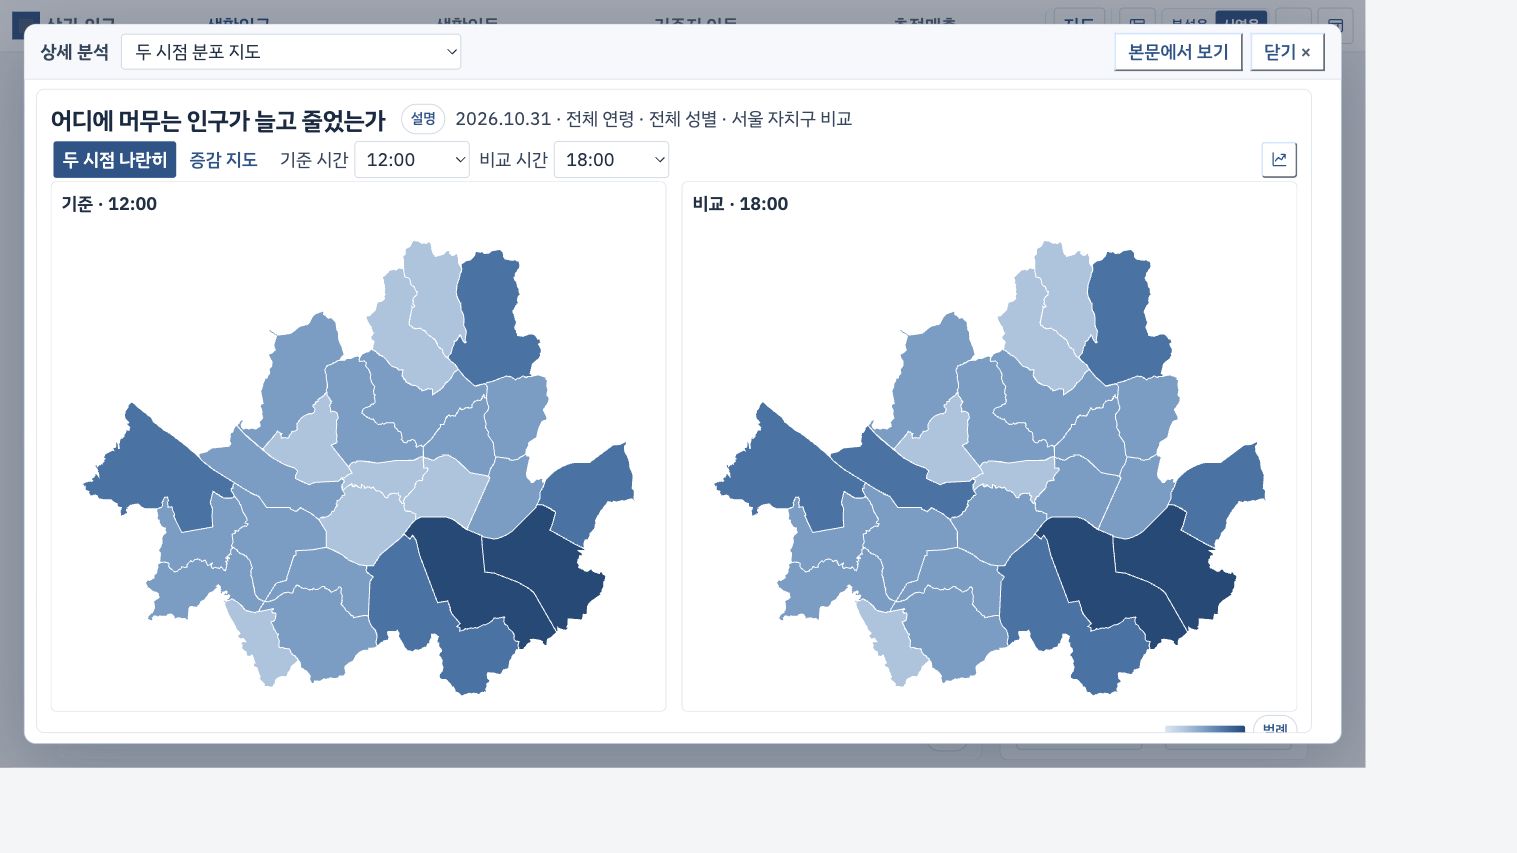 상세 분석
두 시점 분포 지도
본문에서 보기
닫기 ×
어디에 머무는 인구가 늘고 줄었는가
설명
2026.10.31 · 전체 연령 · 전체 성별 · 서울 자치구 비교
두 시점 나란히
증감 지도
기준 시간
12:00
비교 시간
18:00
기준 · 12:00
비교 · 18:00
범례